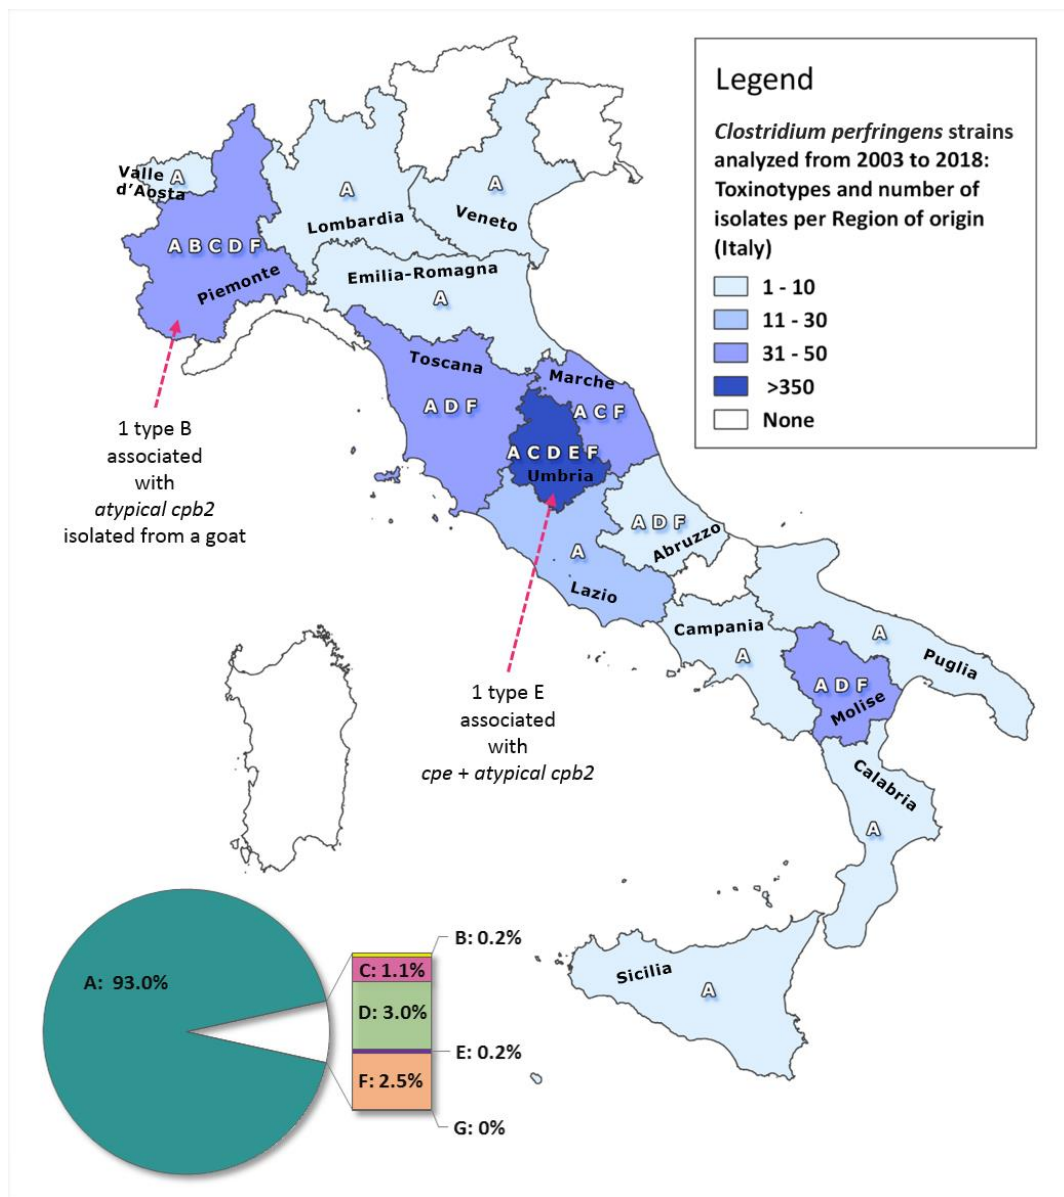 Legend
Clostridium perfringens strains
analyzed from 2003 to 2018:
Toxinotypes and number of
isolates per Region of origin
(Italy)
1 - 10
11 - 30
31 - 50
>350
None
Valle
d'Aosta
A
A
Lombardia
A
Veneto
A B C D F
Piemonte
Emilia-Romagna
A
Toscana
A D F
Marche
A C F
A C D E F
Umbria
A D F
Abruzzo
A
Lazio
Campania
A
A
Puglia
A D F
Molise
Calabria
A
Sicilia
A
1 type B
associated
with
atypical cpb2
isolated from a goat
1 type E
associated
with
cpe + atypical cpb2
A: 93.0%
B: 0.2%
C: 1.1%
D: 3.0%
E: 0.2%
F: 2.5%
G: 0%